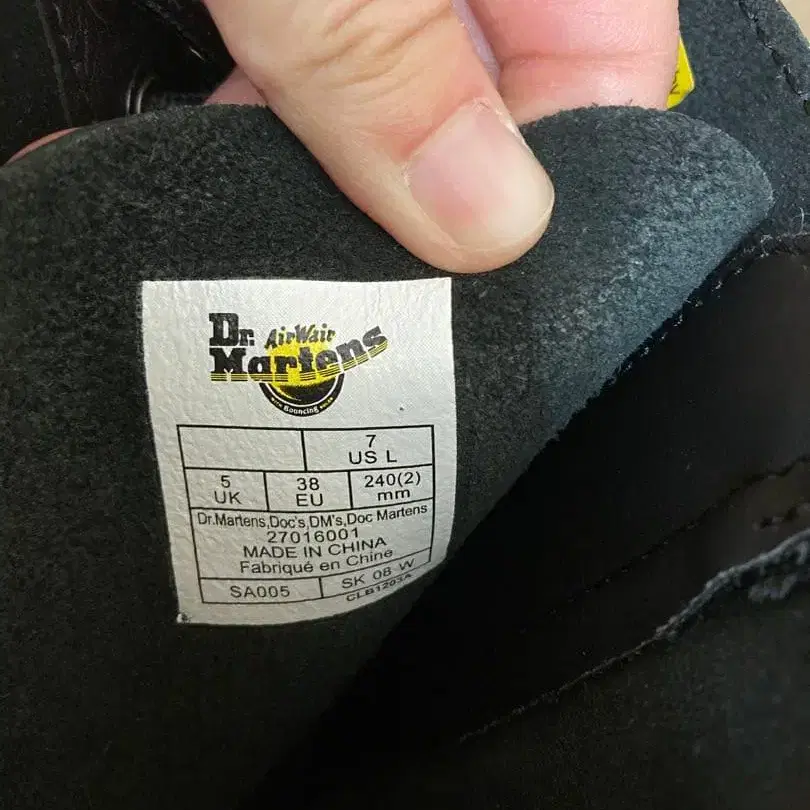 Dr. AirWair
Martens
WITH Bouncing SOLES
7
US L
5 38 240(2)
UK EU mm
Dr.Martens,Doc's,DM's,Doc Martens
27016001
MADE IN CHINA
Fabriqué en Chine
SA005 SK 08 W
CLB1203A